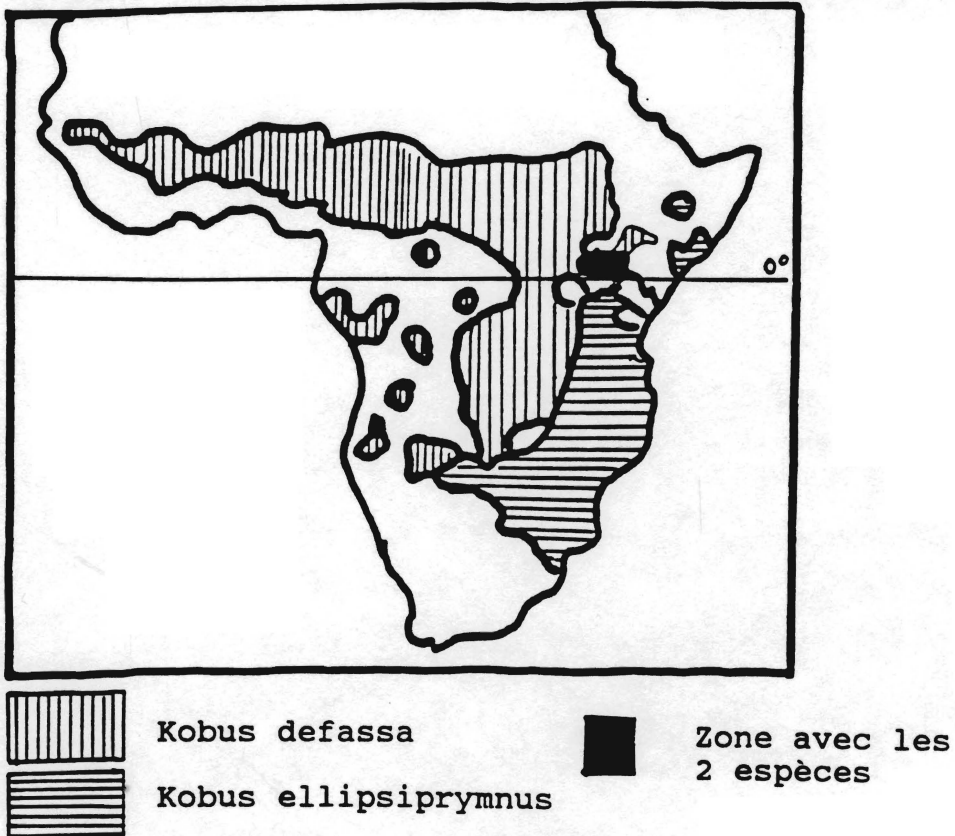 0°
Kobus defassa
Zone avec les
2 espèces
Kobus ellipsiprymnus